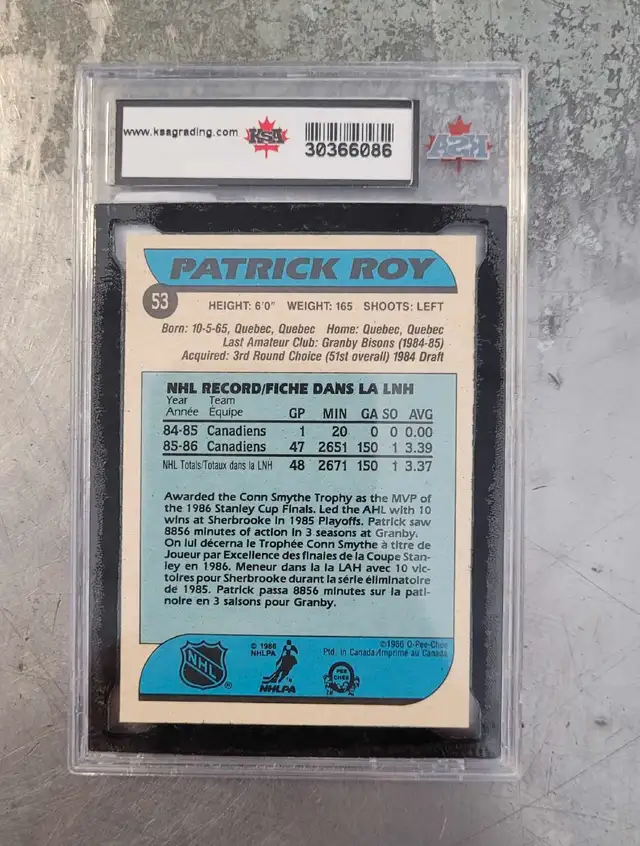 www.ksagrading.com KSA
30366086
KSA
PATRICK ROY
53
HEIGHT: 6'0" WEIGHT: 165 SHOOTS: LEFT
Born: 10-5-65, Quebec, Quebec Home: Quebec, Quebec
Last Amateur Club: Granby Bisons (1984-85)
Acquired: 3rd Round Choice (51st overall) 1984 Draft
NHL RECORD/FICHE DANS LA LNH
Year Team
Année Équipe GP MIN GA SO AVG
84-85 Canadiens 1 20 0 0 0.00
85-86 Canadiens 47 2651 150 1 3.39
NHL Totals/Totaux dans la LNH 48 2671 150 1 3.37
Awarded the Conn Smythe Trophy as the MVP of
the 1986 Stanley Cup Finals. Led the AHL with 10
wins at Sherbrooke in 1985 Playoffs. Patrick saw
8856 minutes of action in 3 seasons at Granby.
On lui décerna le Trophée Conn Smythe à titre de
Joueur par Excellence des finales de la Coupe Stan-
ley en 1986. Meneur dans la LAH avec 10 vic-
toires pour Sherbrooke durant la série éliminatoire
de 1985. Patrick passa 8856 minutes sur la pati-
noire en 3 saisons pour Granby.
NHL ®
© 1986
NHLPA
NHLPA
O PEE CHEE
©1986 O-Pee-Chee
Ptd. in Canada/Imprimé au Canada